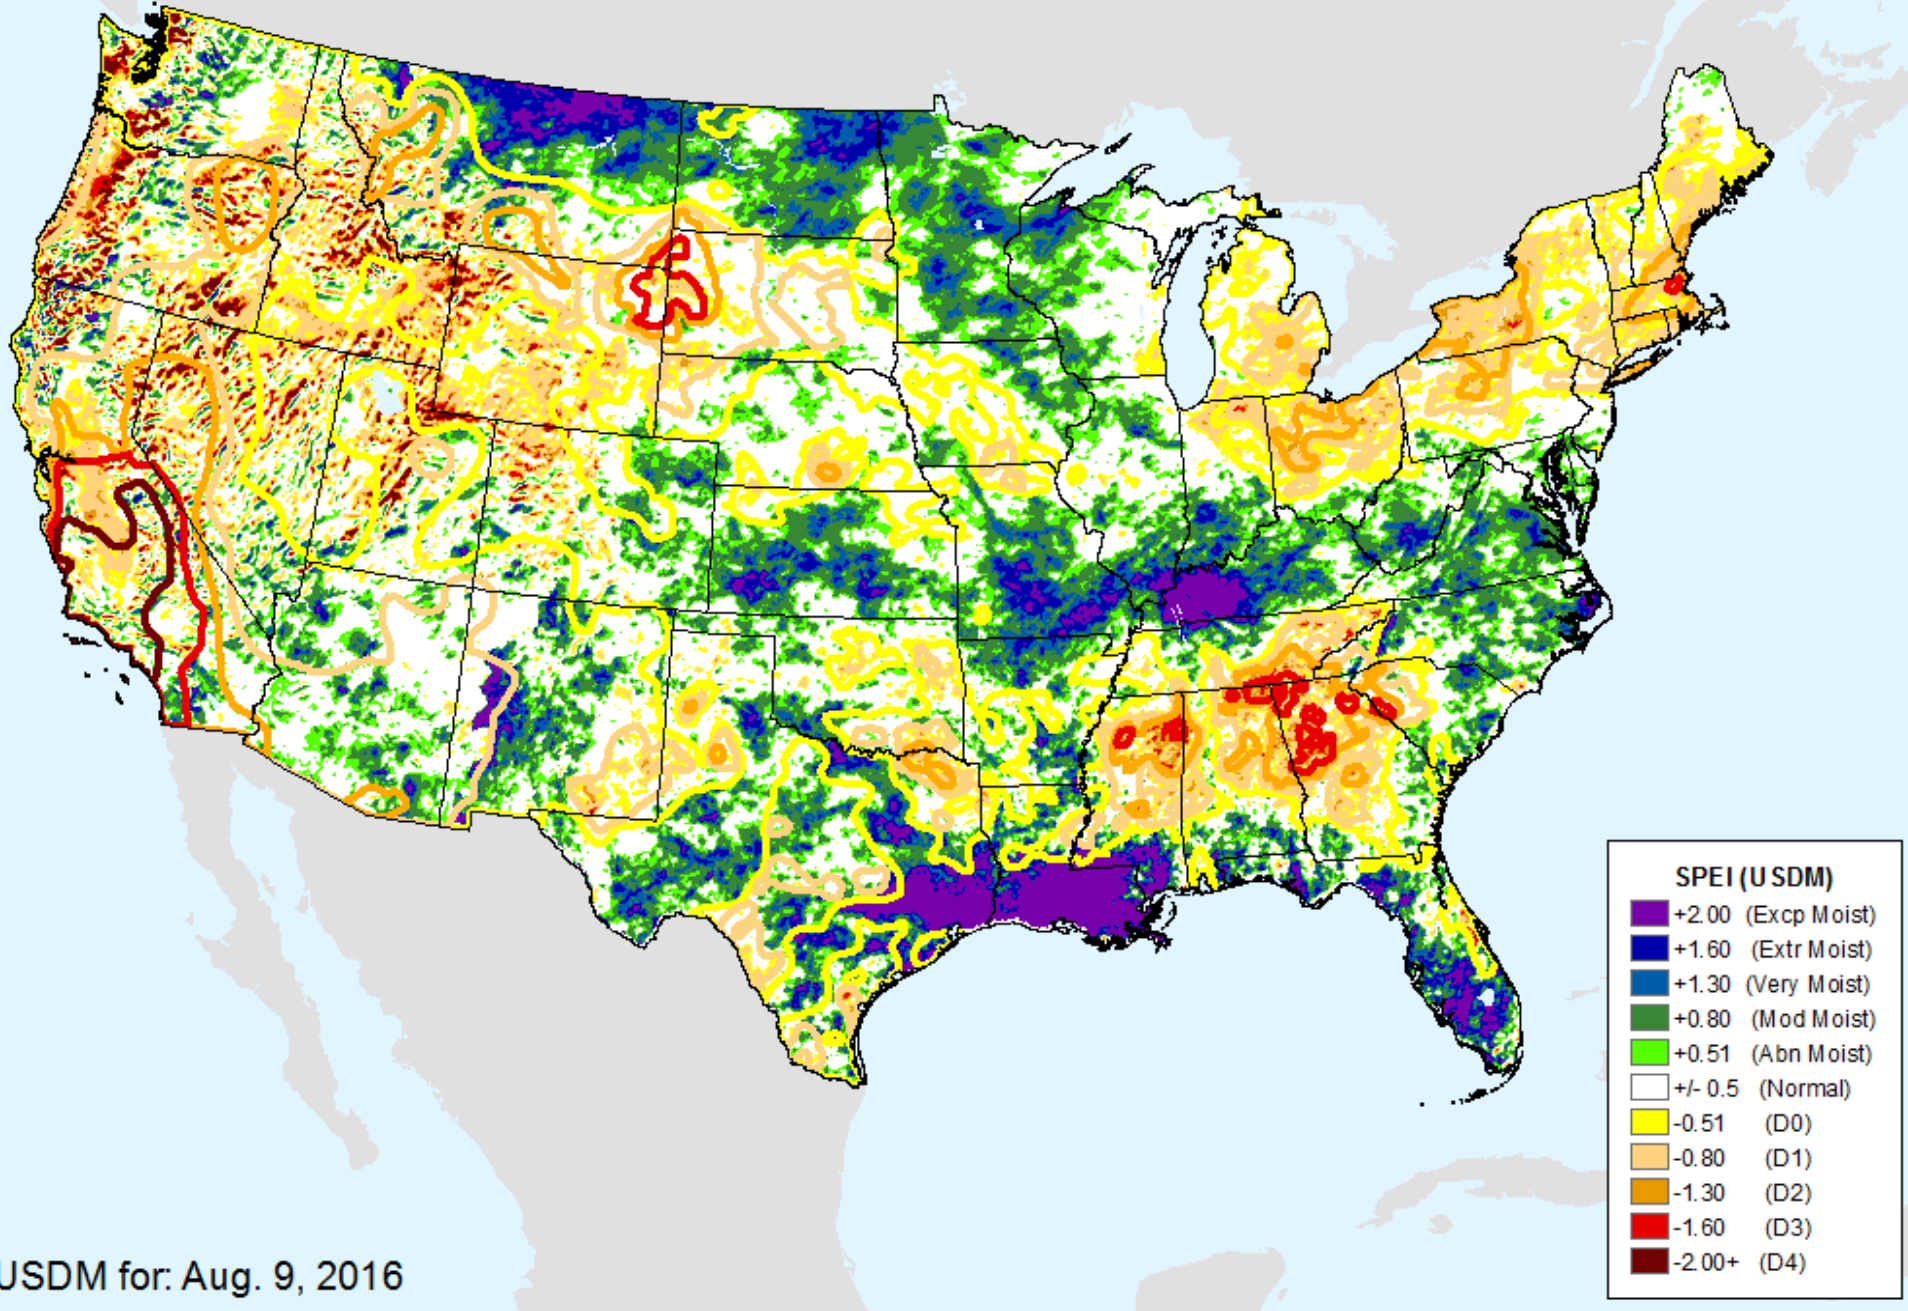 SPEI (USDM)
+2.00 (Excp Moist)
+1.60 (Extr Moist)
+1.30 (Very Moist)
+0.80 (Mod Moist)
+0.51 (Abn Moist)
+/- 0.5 (Normal)
-0.51 (D0)
-0.80 (D1)
-1.30 (D2)
-1.60 (D3)
-2.00+ (D4)
USDM for: Aug. 9, 2016